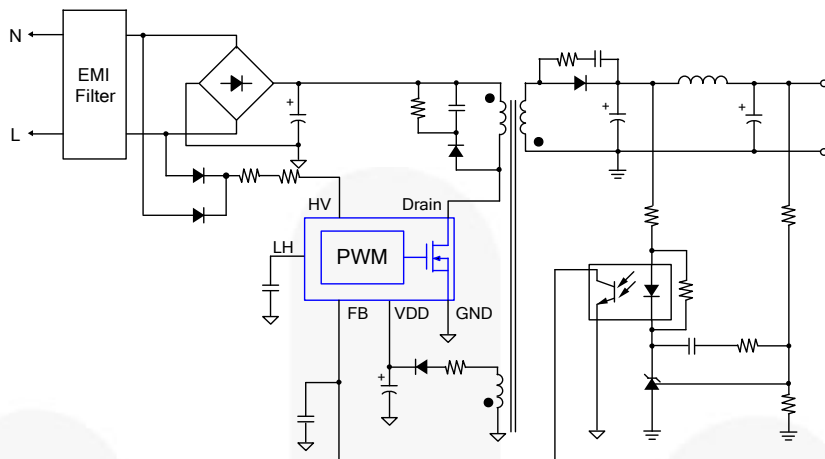 N
EMI
Filter
L
+
+
+
HV
Drain
LH
PWM
FB
VDD
GND
+